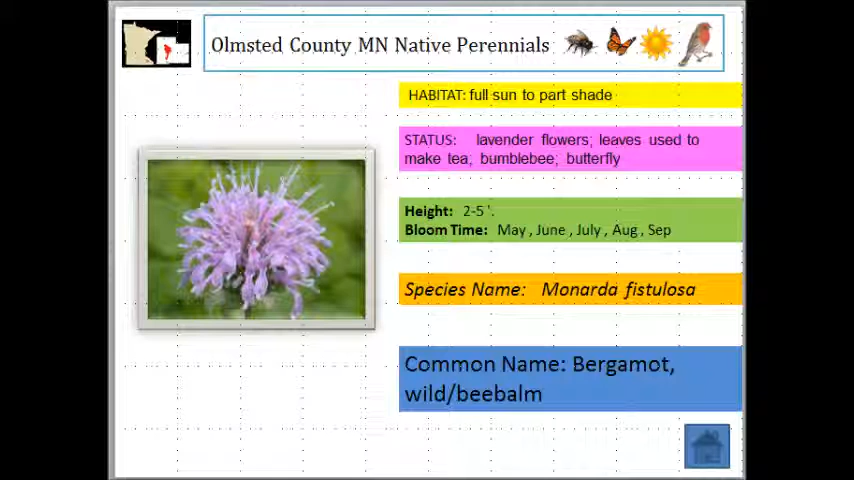 Olmsted County MN Native Perennials
HABITAT: full sun to part shade
STATUS: lavender flowers; leaves used to
make tea; bumblebee; butterfly
Height: 2-5 '.
Bloom Time: May , June , July , Aug , Sep
Species Name: Monarda fistulosa
Common Name: Bergamot,
wild/beebalm